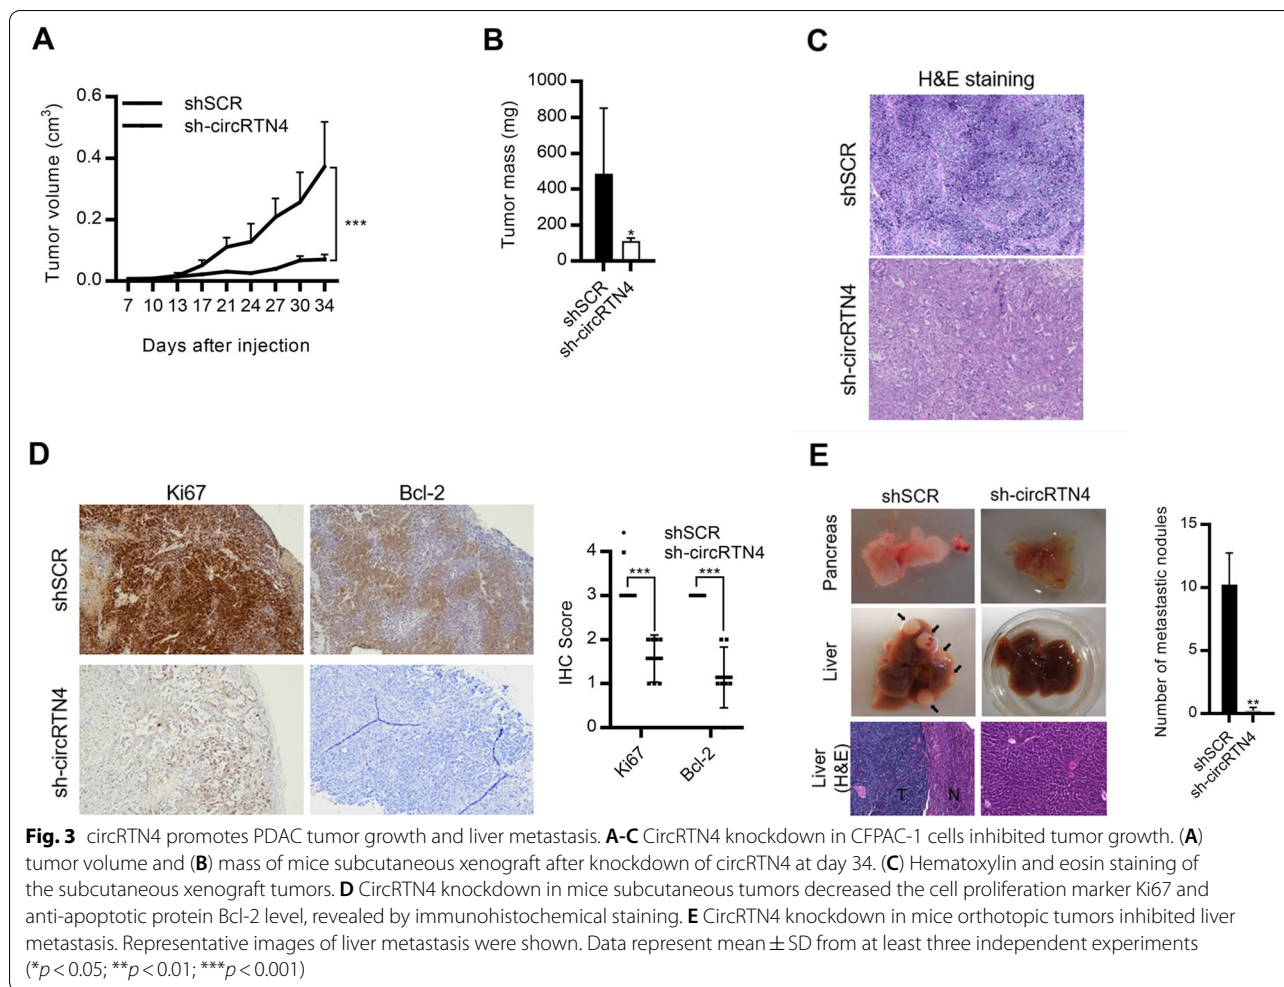 A
0.6
0.4
0.2
0.0
Tumor volume (cm³)
shSCR
sh-circRTN4
***
7 10 13 17 21 24 27 30 34
Days after injection
B
1000
800
600
400
200
0
Tumor mass (mg)
*
shSCR
sh-circRTN4
C
H&E staining
shSCR
sh-circRTN4
D
Ki67 Bcl-2
shSCR
sh-circRTN4
shSCR
sh-circRTN4
4
3
2
1
0
IHC Score
*** ***
Ki67
Bcl-2
E
shSCR sh-circRTN4
Pancreas
Liver
Liver
(H&E)
T N
15
10
5
0
Number of metastastic nodules
**
shSCR
sh-circRTN4
Fig. 3 circRTN4 promotes PDAC tumor growth and liver metastasis. A-C CircRTN4 knockdown in CFPAC-1 cells inhibited tumor growth. (A)
tumor volume and (B) mass of mice subcutaneous xenograft after knockdown of circRTN4 at day 34. (C) Hematoxylin and eosin staining of
the subcutaneous xenograft tumors. D CircRTN4 knockdown in mice subcutaneous tumors decreased the cell proliferation marker Ki67 and
anti-apoptotic protein Bcl-2 level, revealed by immunohistochemical staining. E CircRTN4 knockdown in mice orthotopic tumors inhibited liver
metastasis. Representative images of liver metastasis were shown. Data represent mean ± SD from at least three independent experiments
(*p < 0.05; **p < 0.01; ***p < 0.001)